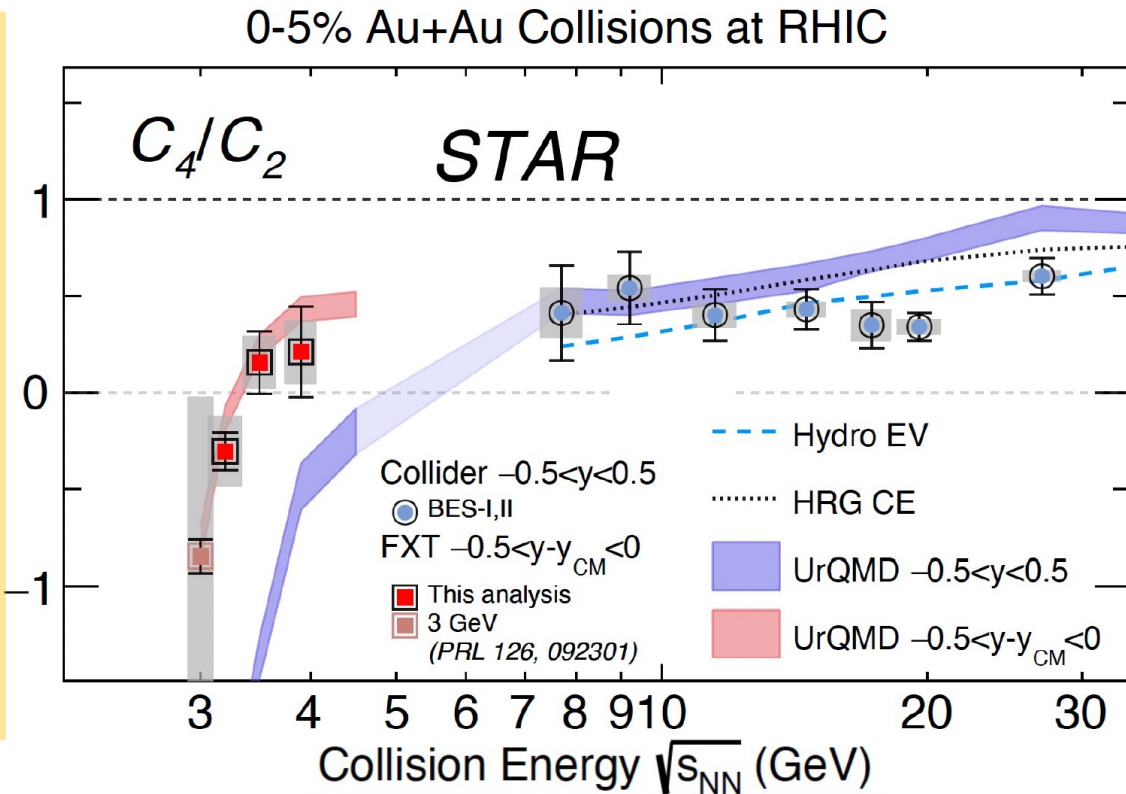 0-5% Au+Au Collisions at RHIC
C₄/C₂ STAR
1
0
−1
Collider −0.5<y<0.5
BES-I,II
FXT −0.5<y-y_CM<0
This analysis
3 GeV
(PRL 126, 092301)
Hydro EV
HRG CE
UrQMD −0.5<y<0.5
UrQMD −0.5<y-y_CM<0
3 4 5 6 7 8 9 10 20 30
Collision Energy √s_NN (GeV)